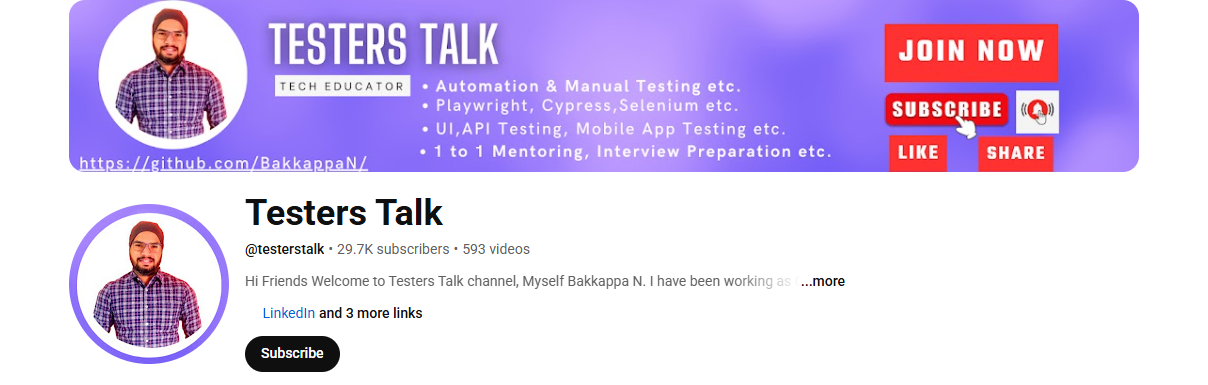 TESTERS TALK
TECH EDUCATOR
• Automation & Manual Testing etc.
• Playwright, Cypress,Selenium etc.
• UI,API Testing, Mobile App Testing etc.
• 1 to 1 Mentoring, Interview Preparation etc.
https://github.com/BakkappaN/
JOIN NOW
SUBSCRIBE
LIKE
SHARE
Testers Talk
@testerstalk • 29.7K subscribers • 593 videos
Hi Friends Welcome to Testers Talk channel, Myself Bakkappa N. I have been working as ...more
LinkedIn and 3 more links
Subscribe